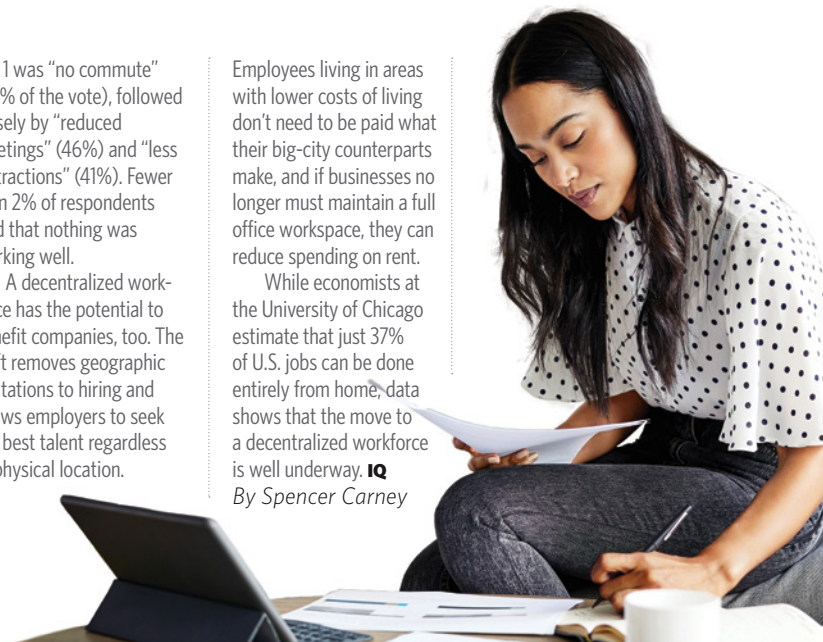 1 was “no commute”
% of the vote), followed
sely by “reduced
etings” (46%) and “less
tractions” (41%). Fewer
n 2% of respondents
d that nothing was
rking well.
A decentralized work-
ce has the potential to
nefit companies, too. The
ft removes geographic
tations to hiring and
ws employers to seek
best talent regardless
physical location.
Employees living in areas
with lower costs of living
don’t need to be paid what
their big-city counterparts
make, and if businesses no
longer must maintain a full
office workspace, they can
reduce spending on rent.
While economists at
the University of Chicago
estimate that just 37%
of U.S. jobs can be done
entirely from home, data
shows that the move to
a decentralized workforce
is well underway. IQ
By Spencer Carney